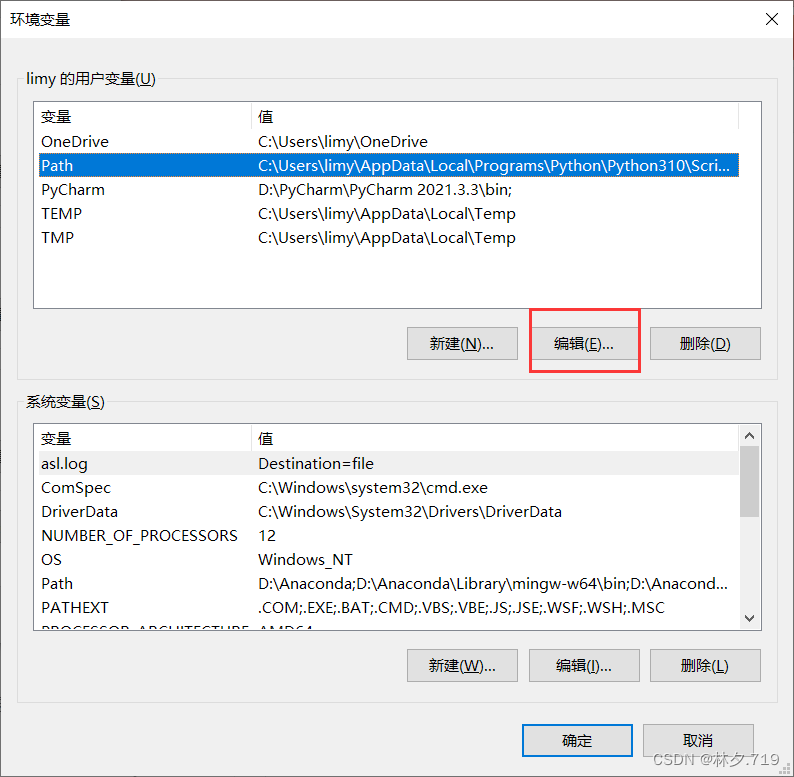 环境变量
limy 的用户变量(U)
变量 值
OneDrive C:\Users\limy\OneDrive
Path C:\Users\limy\AppData\Local\Programs\Python\Python310\Scri...
PyCharm D:\PyCharm\PyCharm 2021.3.3\bin;
TEMP C:\Users\limy\AppData\Local\Temp
TMP C:\Users\limy\AppData\Local\Temp
新建(N)... 编辑(E)... 删除(D)
系统变量(S)
变量 值
asl.log Destination=file
ComSpec C:\Windows\system32\cmd.exe
DriverData C:\Windows\System32\Drivers\DriverData
NUMBER_OF_PROCESSORS 12
OS Windows_NT
Path D:\Anaconda;D:\Anaconda\Library\mingw-w64\bin;D:\Anacond...
PATHEXT .COM;.EXE;.BAT;.CMD;.VBS;.VBE;.JS;.JSE;.WSF;.WSH;.MSC
PROCESSOR_ARCHITECTURE AMD64
新建(W)... 编辑(I)... 删除(L)
确定 取消
CSDN @林夕.719